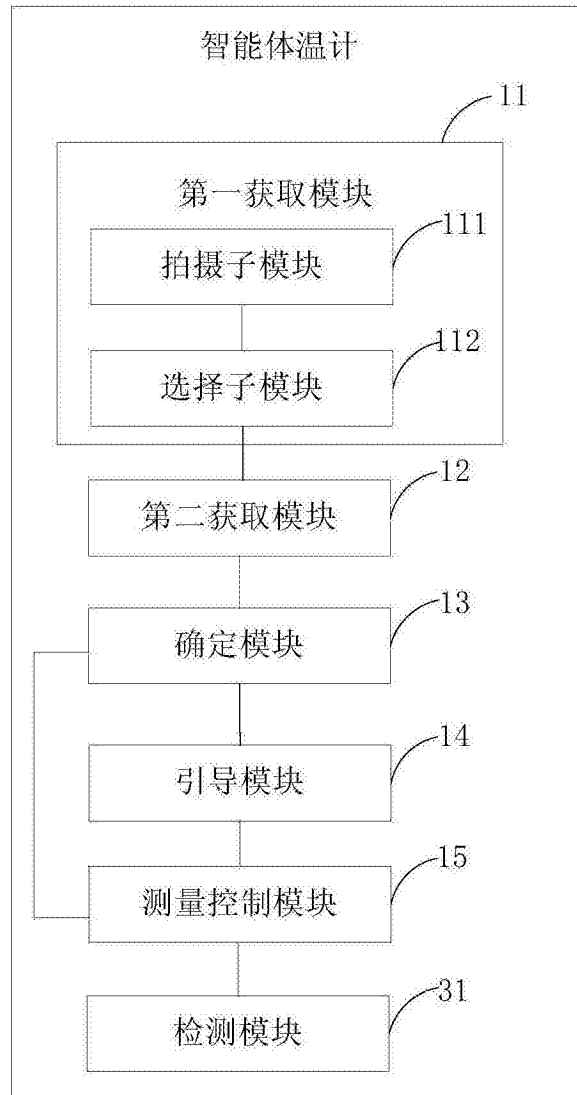 智能体温计
11
第一获取模块
111
拍摄子模块
112
选择子模块
12
第二获取模块
13
确定模块
14
引导模块
15
测量控制模块
31
检测模块